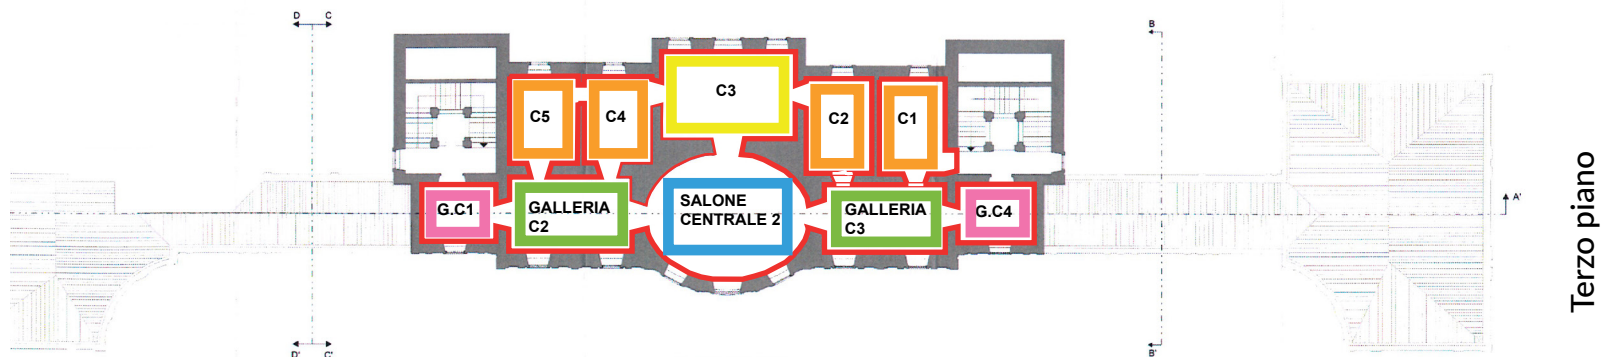 D C
B
C3
C5
C4
C2
C1
G.C1
GALLERIA
C2
SALONE
CENTRALE 2
GALLERIA
C3
G.C4
A'
D' C'
B'
Terzo piano